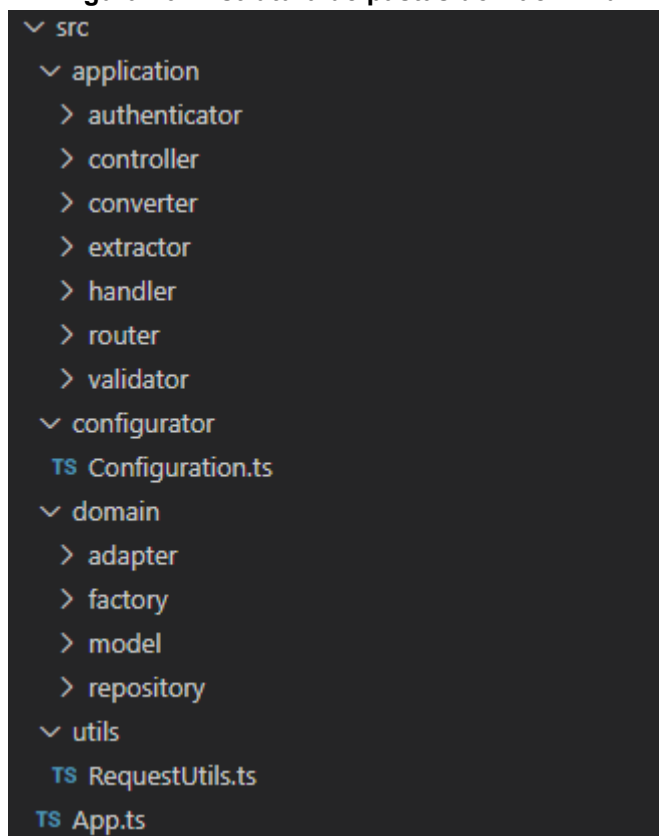 src
application
authenticator
controller
converter
extractor
handler
router
validator
configurator
TS Configuration.ts
domain
adapter
factory
model
repository
utils
TS RequestUtils.ts
TS App.ts